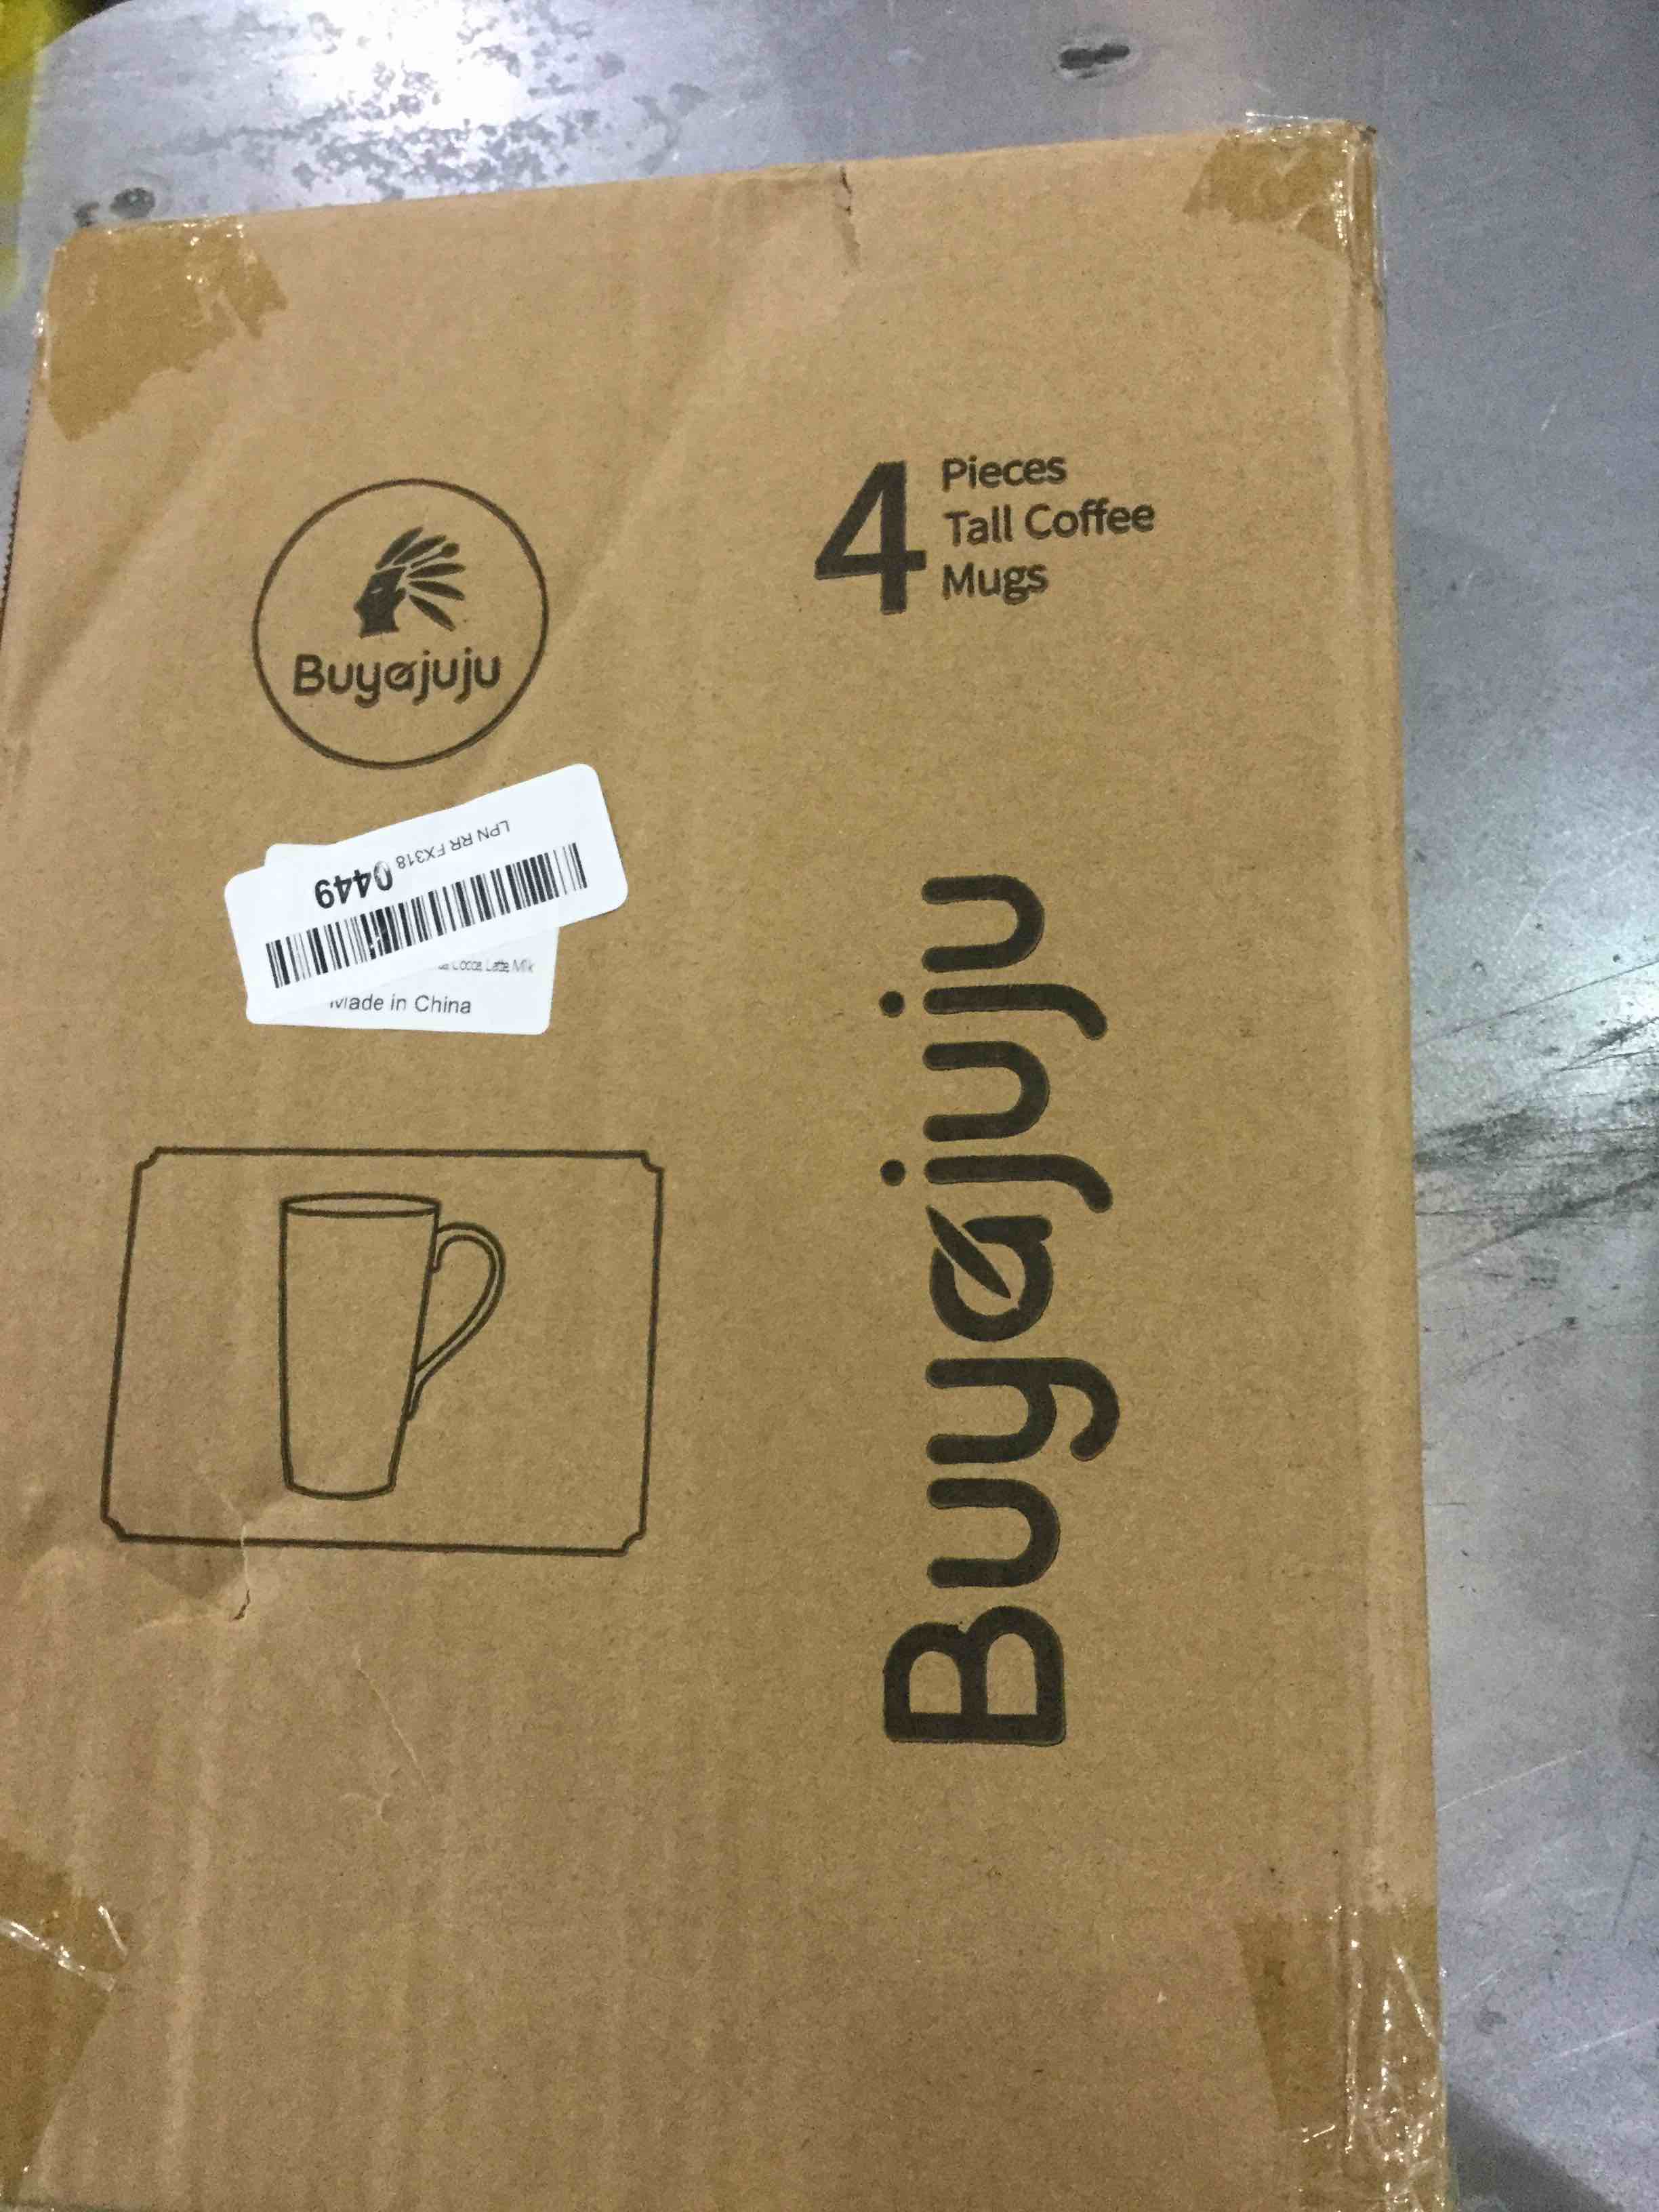 4
Pieces
Tall Coffee
Mugs
Buyajuju
LPN RR FX318 0449
Cocoa Latte Milk
Made in China
Buyajuju